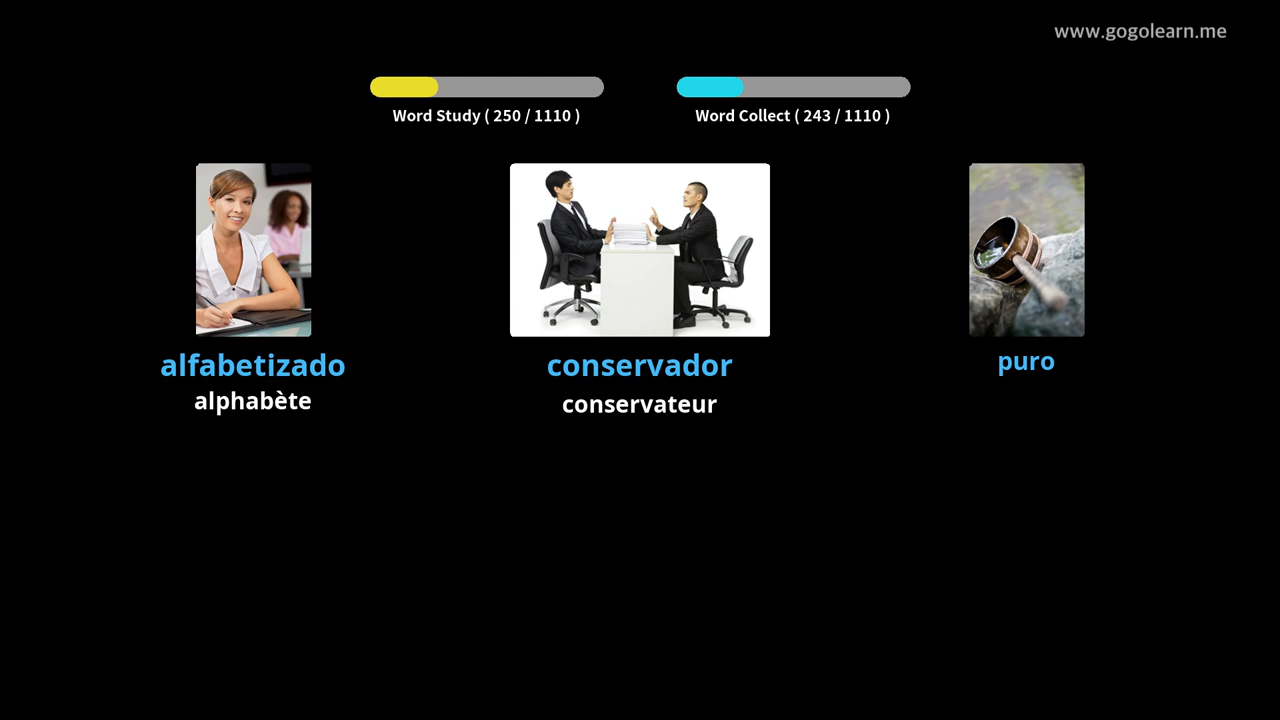 www.gogolearn.me
Word Study ( 250 / 1110 )
Word Collect ( 243 / 1110 )
alfabetizado
alphabète
conservador
conservateur
puro